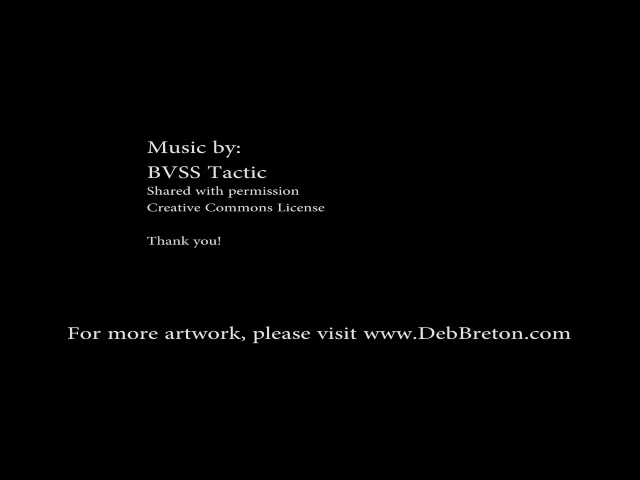 Music by:
BVSS Tactic
Shared with permission
Creative Commons License
Thank you!
For more artwork, please visit www.DebBreton.com